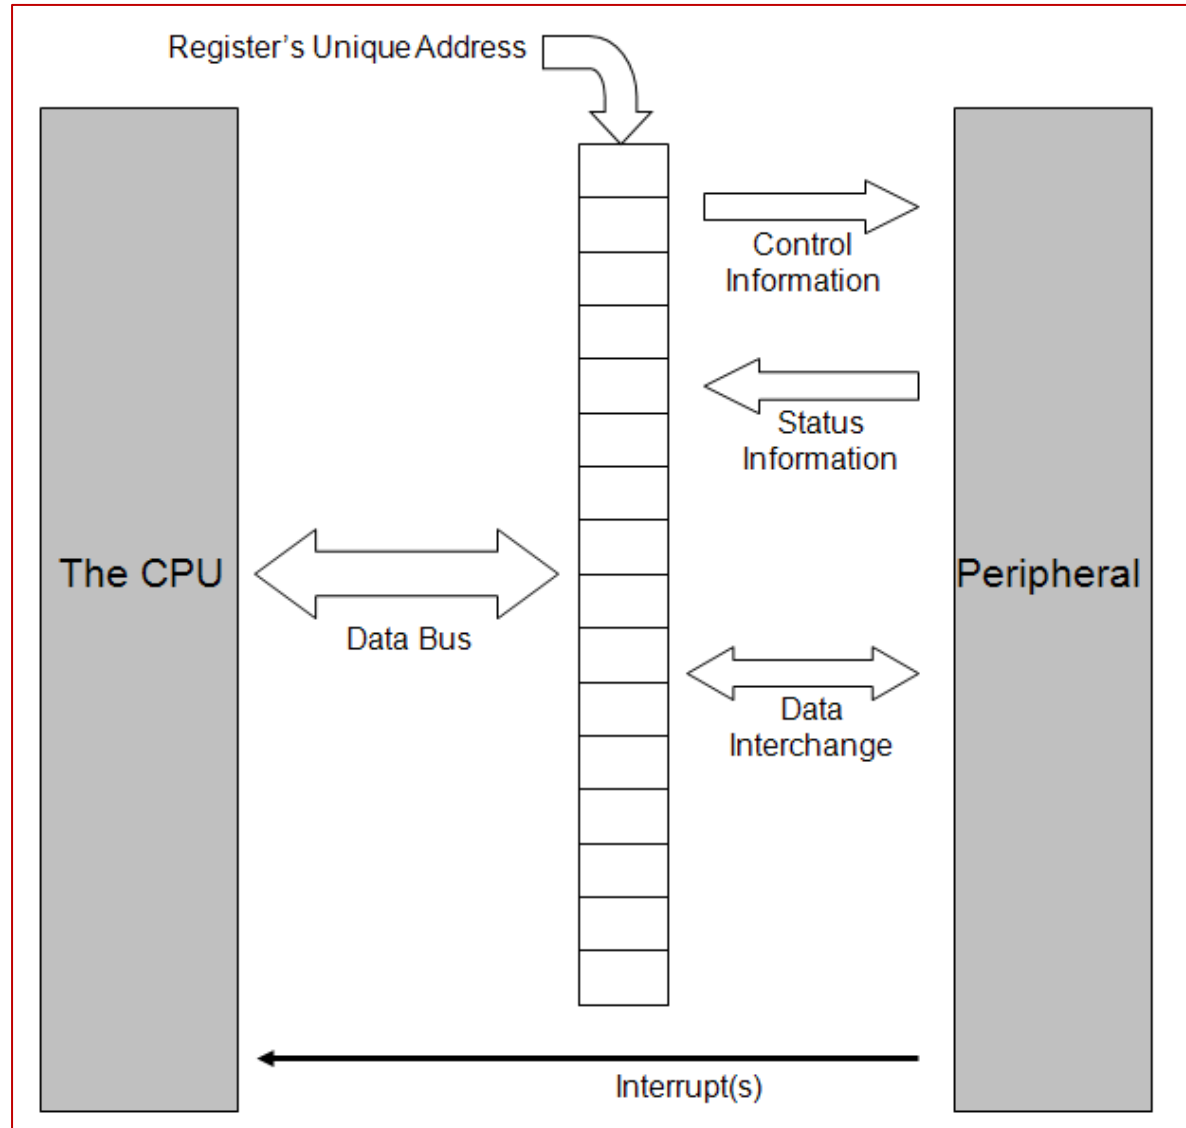 Register’s Unique Address
Control
Information
Status
Information
The CPU
Peripheral
Data Bus
Data
Interchange
Interrupt(s)